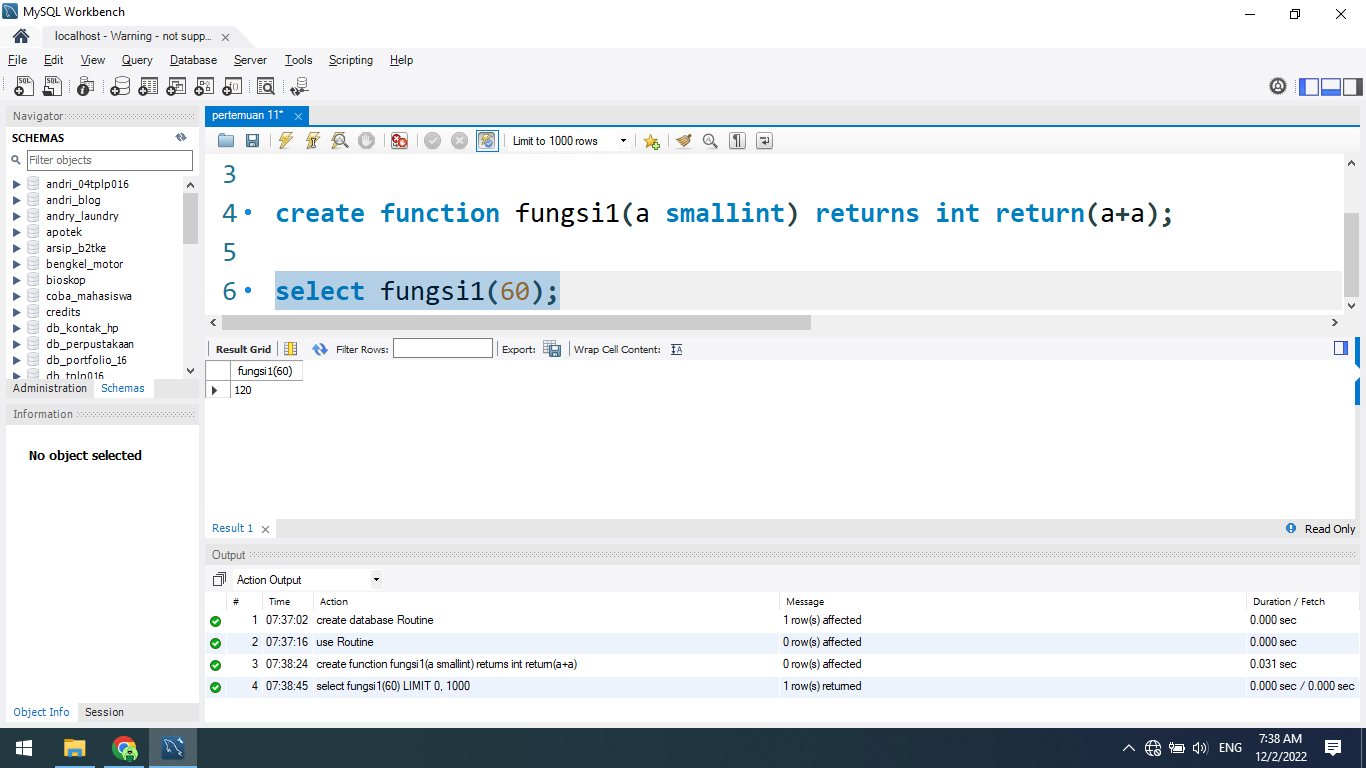 MySQL Workbench
localhost - Warning - not supp...
File Edit View Query Database Server Tools Scripting Help
Navigator
SCHEMAS
Filter objects
andri_04tplp016
andri_blog
andry_laundry
apotek
arsip_b2tke
bengkel_motor
bioskop
coba_mahasiswa
credits
db_kontak_hp
db_perpustakaan
db_portfolio_16
db_tplp016
Administration Schemas
Information
No object selected
Object Info Session
pertemuan 11*
Limit to 1000 rows
3
4 create function fungsi1(a smallint) returns int return(a+a);
5
6 select fungsi1(60);
Result Grid Filter Rows: Export: Wrap Cell Content:
fungsi1(60)
120
Result 1
Read Only
Output
Action Output
# Time Action Message Duration / Fetch
1 07:37:02 create database Routine 1 row(s) affected 0.000 sec
2 07:37:16 use Routine 0 row(s) affected 0.000 sec
3 07:38:24 create function fungsi1(a smallint) returns int return(a+a) 0 row(s) affected 0.031 sec
4 07:38:45 select fungsi1(60) LIMIT 0, 1000 1 row(s) returned 0.000 sec / 0.000 sec
ENG
7:38 AM
12/2/2022